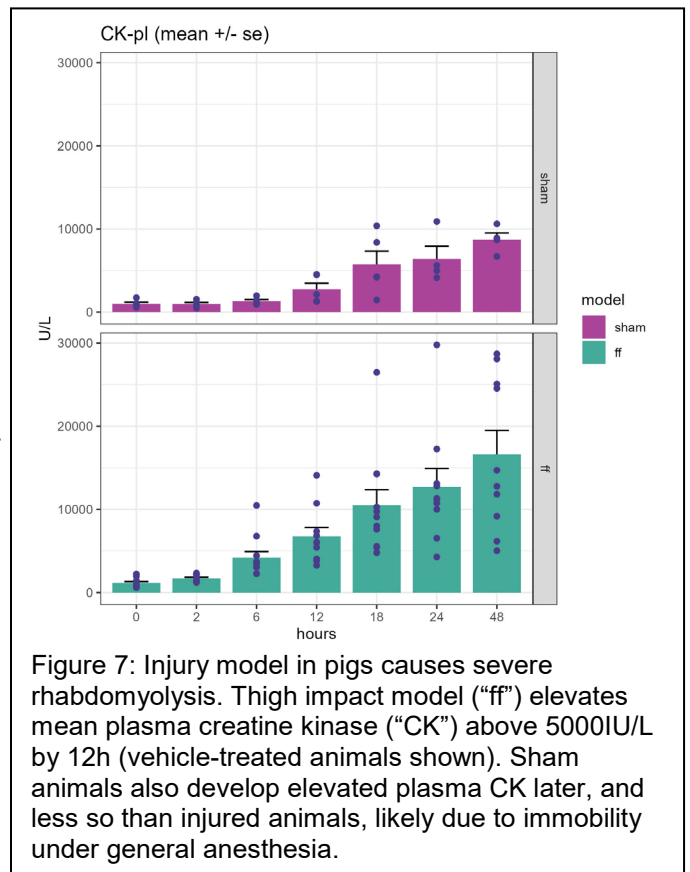 CK-pl (mean +/- se)
30000
20000
10000
0
sham
U/L
30000
20000
10000
0
ff
0 2 6 12 18 24 48
hours
model
sham
ff
Figure 7: Injury model in pigs causes severe
rhabdomyolysis. Thigh impact model (“ff”) elevates
mean plasma creatine kinase (“CK”) above 5000IU/L
by 12h (vehicle-treated animals shown). Sham
animals also develop elevated plasma CK later, and
less so than injured animals, likely due to immobility
under general anesthesia.